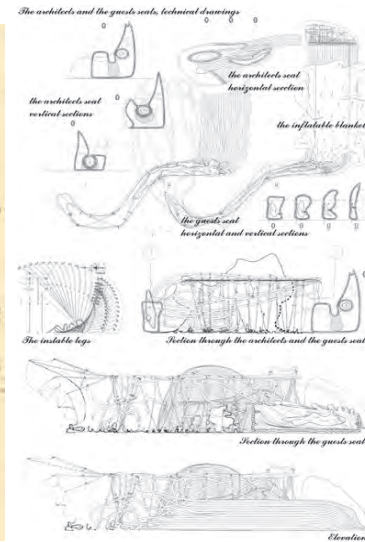 The architects and the guests seats, technical drawings
the architects seat
horizontal section
the architects seat
vertical sections
the inflatable blanket
the guests seat
horizontal and vertical sections
The instable legs
Section through the architects and the guests seat
Section through the guests seat
Elevation